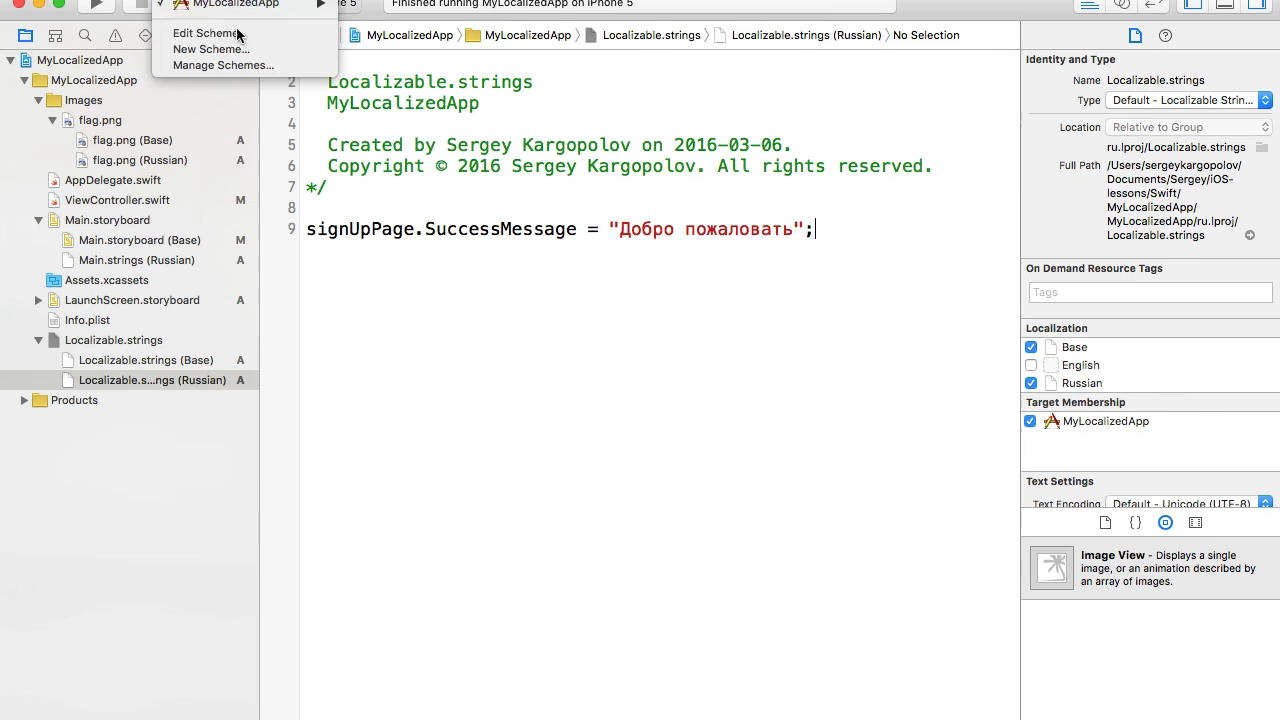 MyLocalizedApp
Finished running MyLocalizedApp on iPhone 5
Edit Scheme
New Scheme...
Manage Schemes...
MyLocalizedApp
MyLocalizedApp
Localizable.strings
Localizable.strings (Russian)
No Selection
MyLocalizedApp
MyLocalizedApp
Images
flag.png
flag.png (Base) A
flag.png (Russian) A
AppDelegate.swift
ViewController.swift M
Main.storyboard
Main.storyboard (Base) M
Main.strings (Russian) A
Assets.xcassets
LaunchScreen.storyboard A
Info.plist
Localizable.strings
Localizable.strings (Base) A
Localizable.s...ngs (Russian) A
Products
2 Localizable.strings
3 MyLocalizedApp
4
5 Created by Sergey Kargopolov on 2016-03-06.
6 Copyright © 2016 Sergey Kargopolov. All rights reserved.
7 */
8
9 signUpPage.SuccessMessage = "Добро пожаловать";
Identity and Type
Name Localizable.strings
Type Default - Localizable Strin...
Location Relative to Group
ru.lproj/Localizable.strings
Full Path /Users/sergeykargopolov/
Documents/Sergey/iOS-
lessons/Swift/
MyLocalizedApp/
MyLocalizedApp/ru.lproj/
Localizable.strings
On Demand Resource Tags
Tags
Localization
Base
English
Russian
Target Membership
MyLocalizedApp
Text Settings
Text Encoding Default - Unicode (UTF-8)
Image View - Displays a single
image, or an animation described by
an array of images.